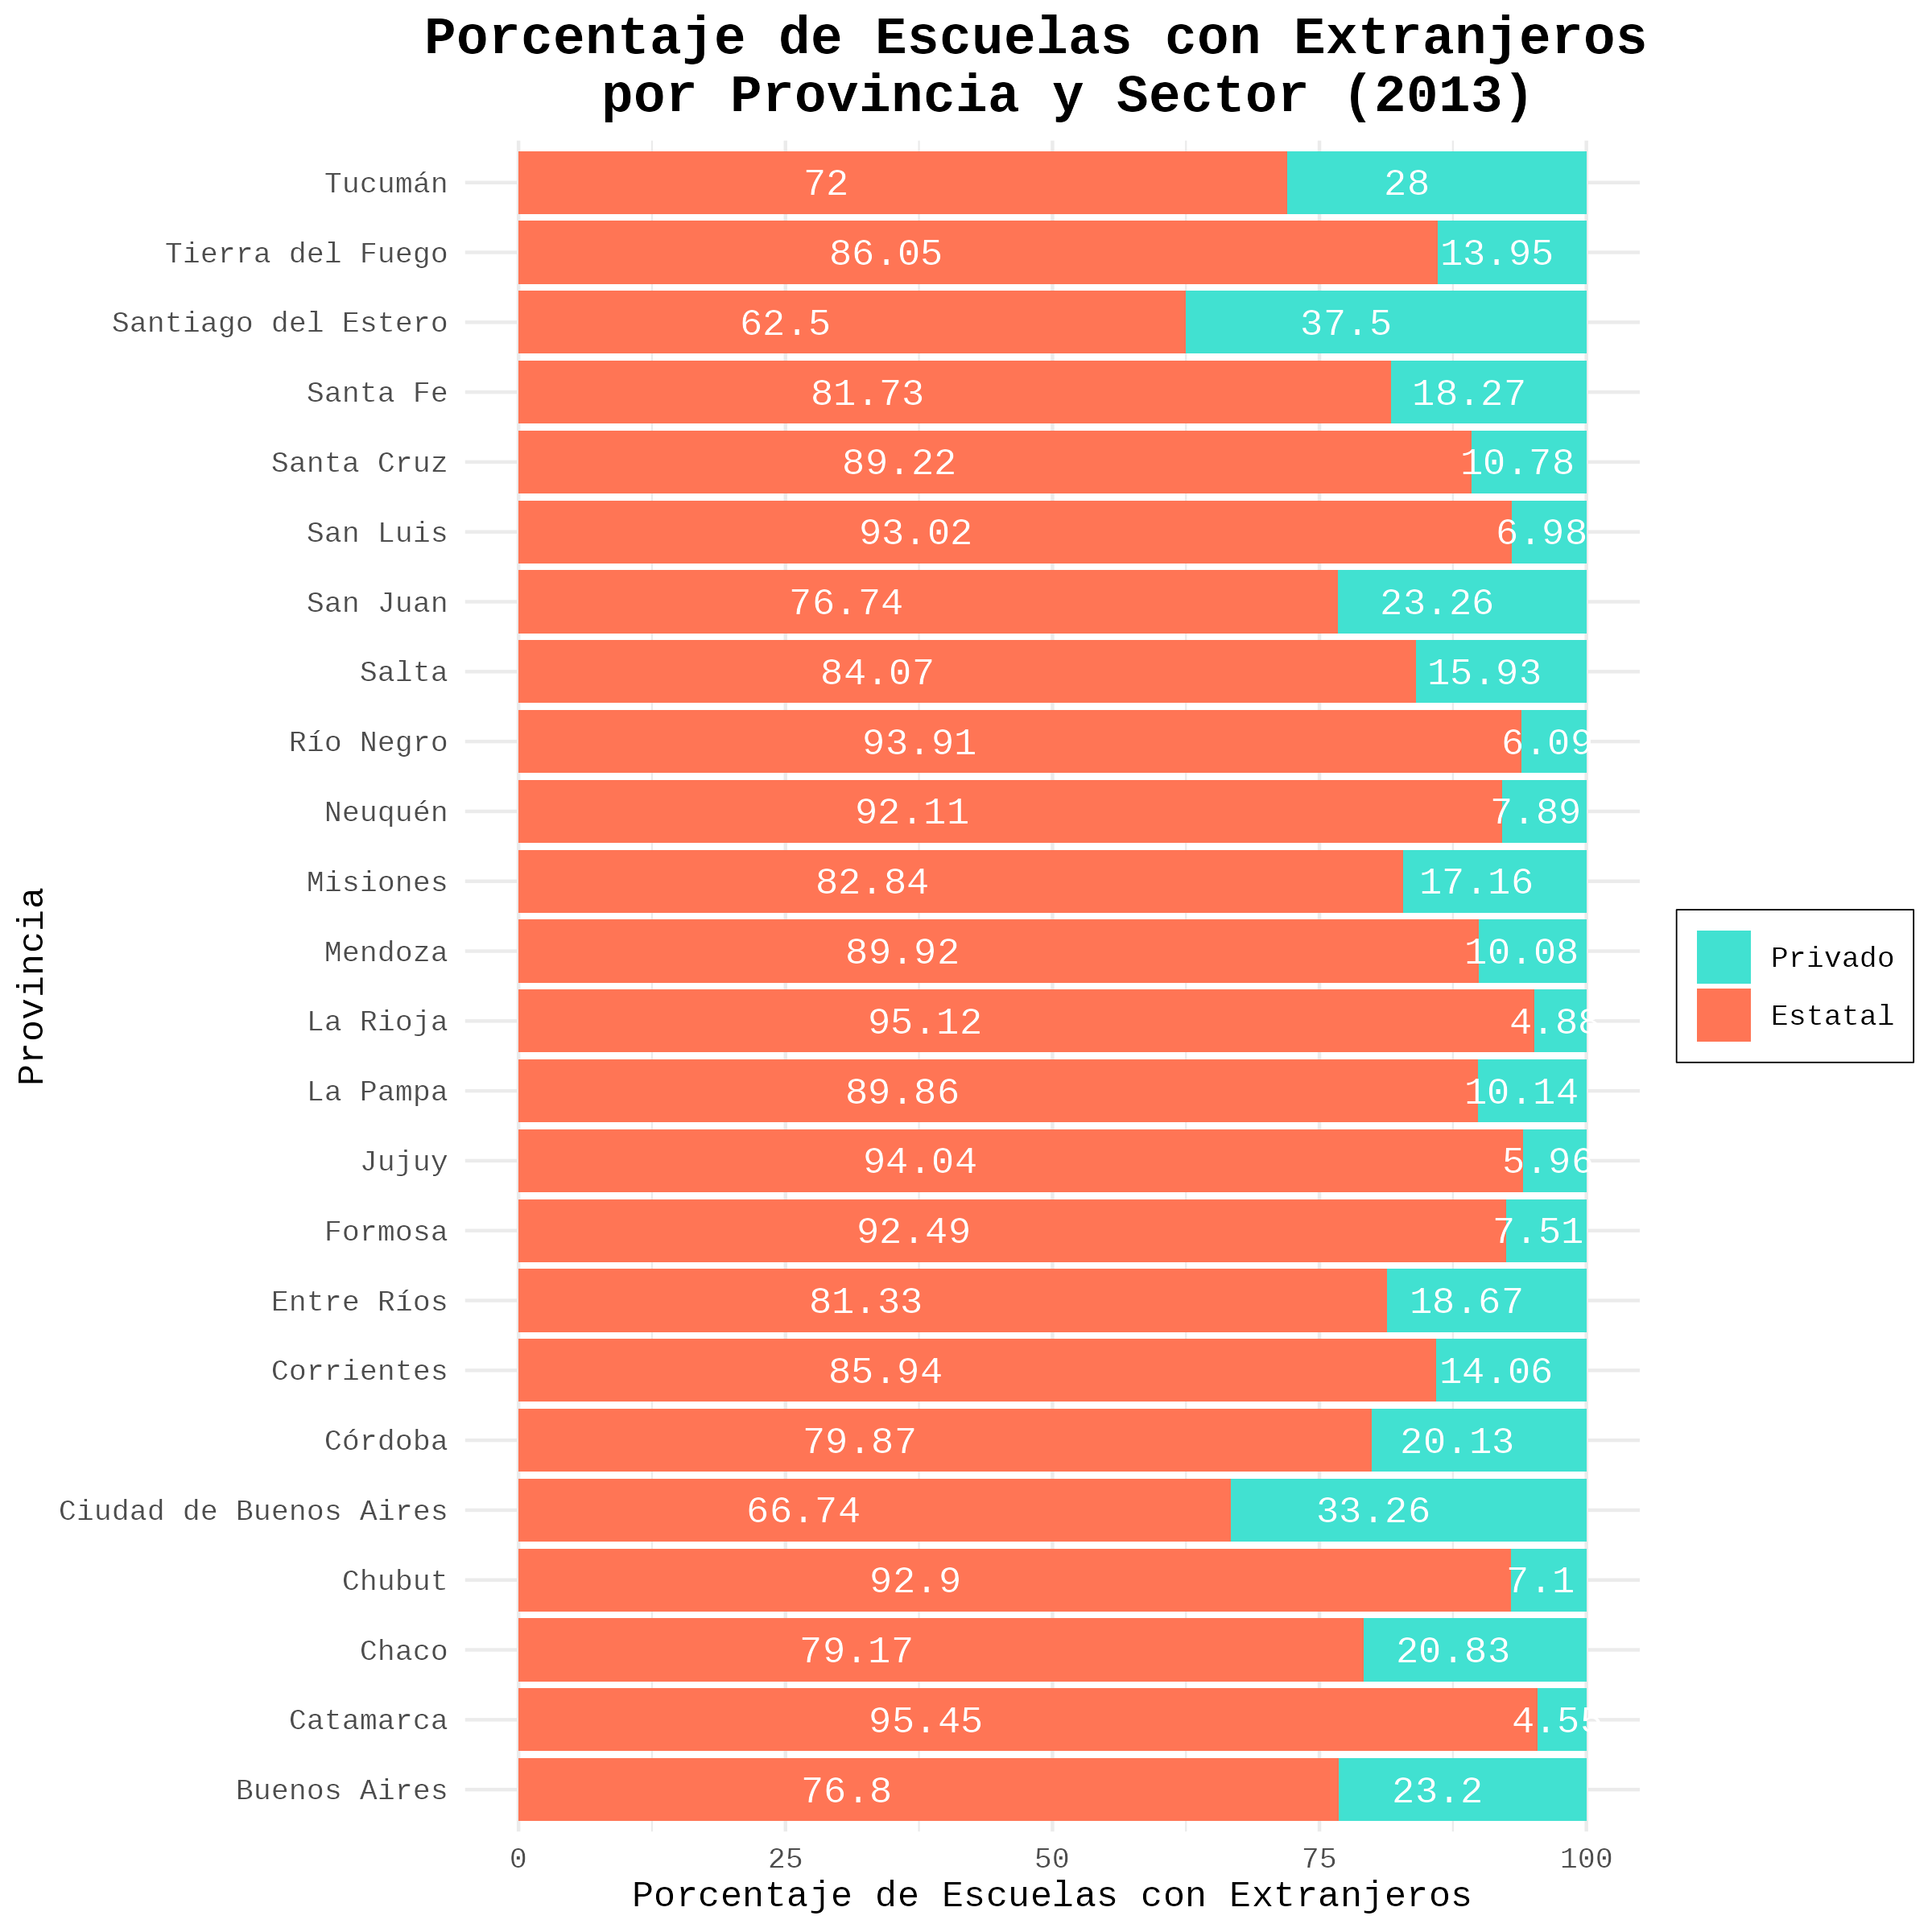 Porcentaje de Escuelas con Extranjeros
por Provincia y Sector (2013)
Tucumán 72 28
Tierra del Fuego 86.05 13.95
Santiago del Estero 62.5 37.5
Santa Fe 81.73 18.27
Santa Cruz 89.22 10.78
San Luis 93.02 6.98
San Juan 76.74 23.26
Salta 84.07 15.93
Río Negro 93.91 6.09
Neuquén 92.11 7.89
Misiones 82.84 17.16
Mendoza 89.92 10.08
La Rioja 95.12 4.88
La Pampa 89.86 10.14
Jujuy 94.04 5.96
Formosa 92.49 7.51
Entre Ríos 81.33 18.67
Corrientes 85.94 14.06
Córdoba 79.87 20.13
Ciudad de Buenos Aires 66.74 33.26
Chubut 92.9 7.1
Chaco 79.17 20.83
Catamarca 95.45 4.55
Buenos Aires 76.8 23.2
0 25 50 75 100
Porcentaje de Escuelas con Extranjeros
Provincia
Privado
Estatal